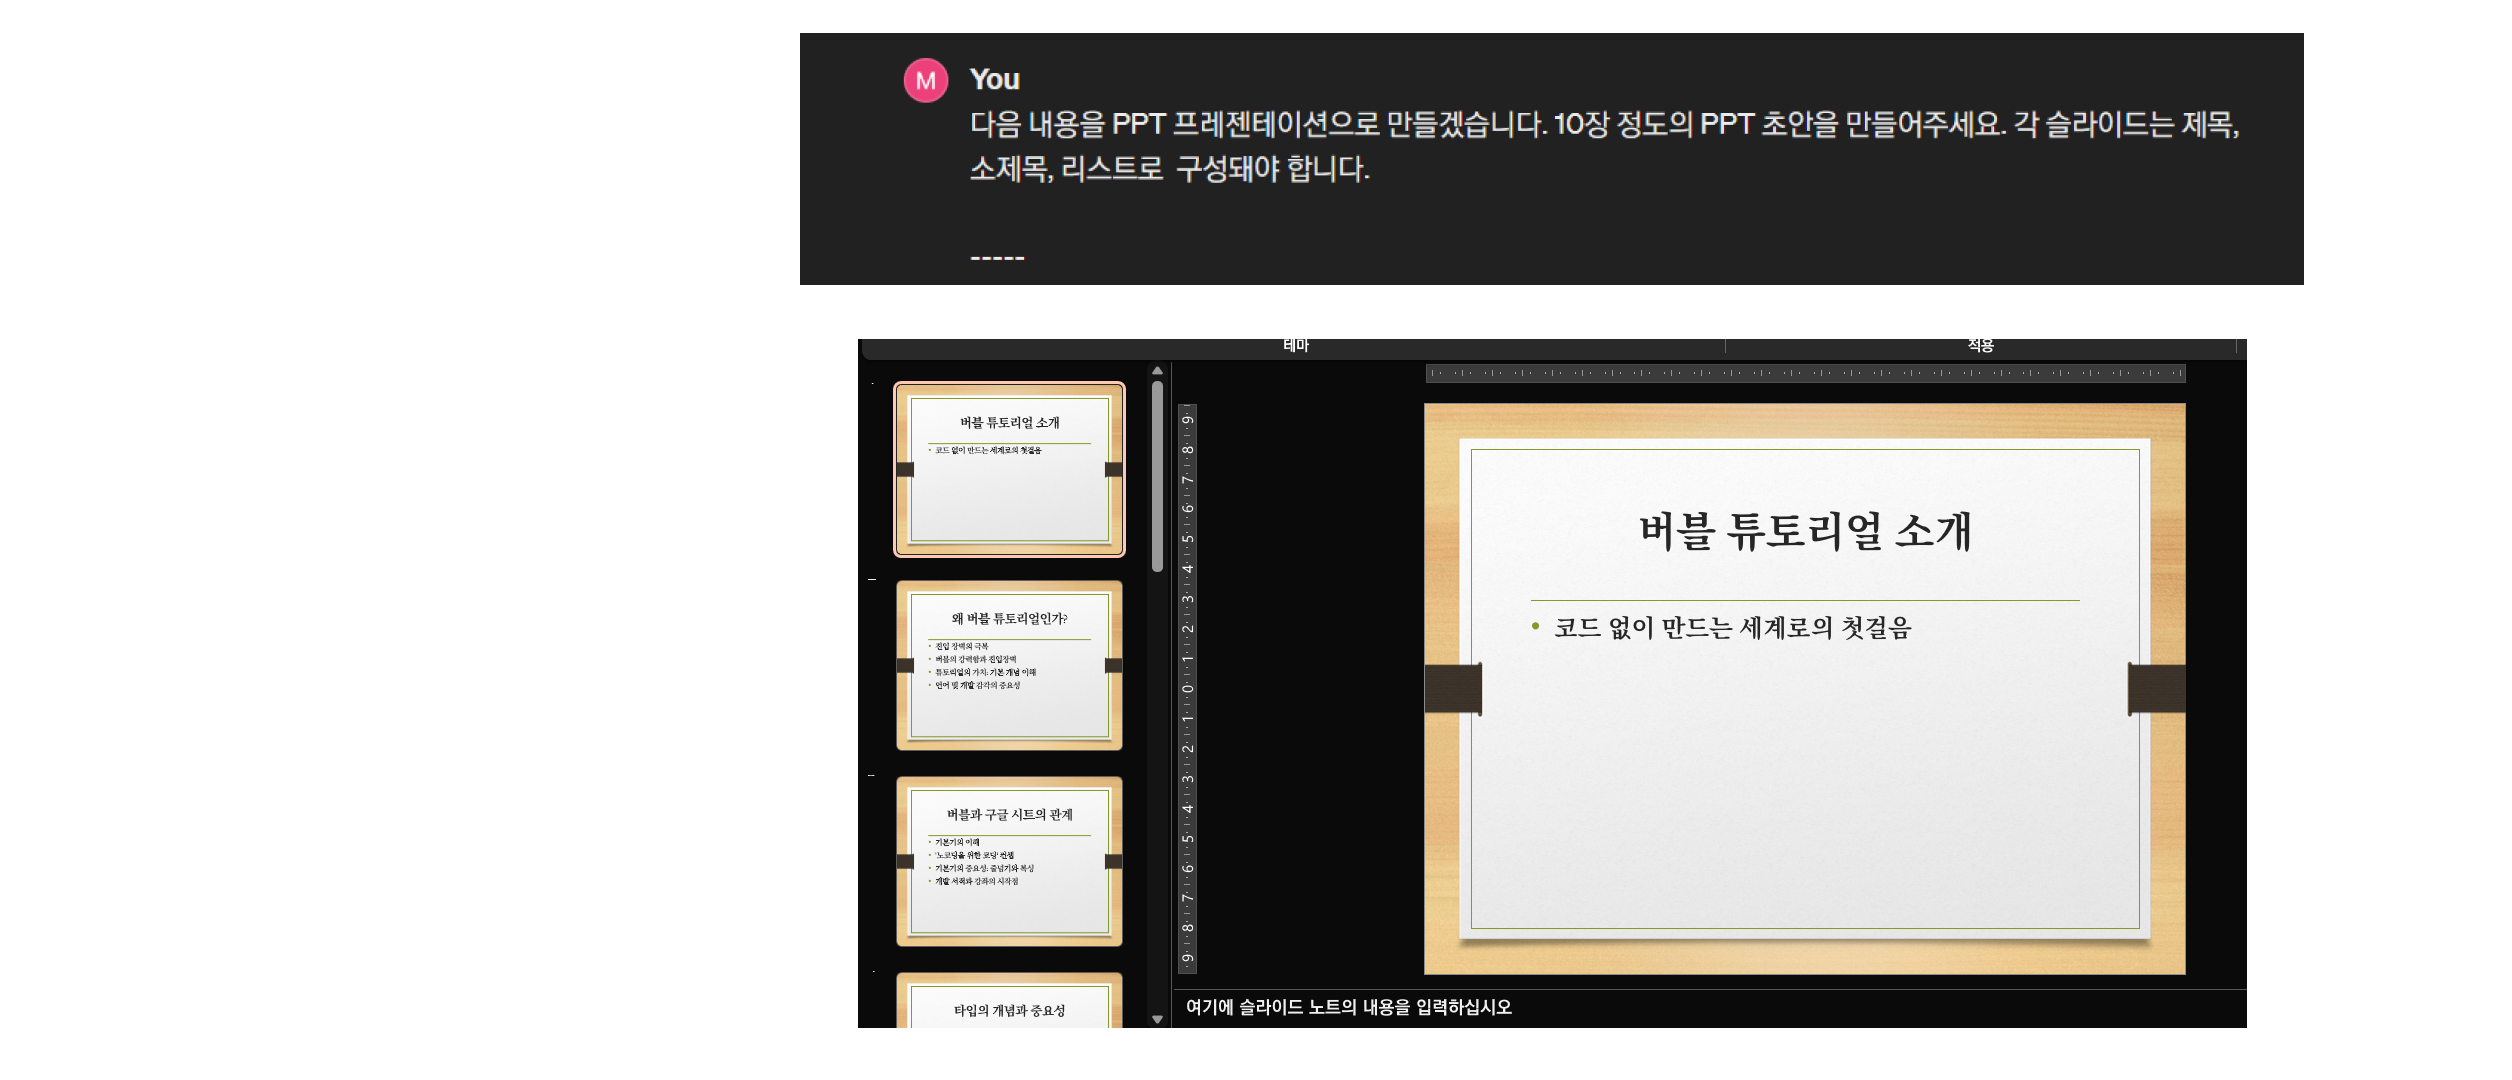 M
You
다음 내용을 PPT 프레젠테이션으로 만들겠습니다. 10장 정도의 PPT 초안을 만들어주세요. 각 슬라이드는 제목,
소제목, 리스트로 구성돼야 합니다.
-----
테마
적용
버블 튜토리얼 소개
• 코드 없이 만드는 세계로의 첫걸음
왜 버블 튜토리얼인가?
• 진입 장벽의 극복
• 버블의 강력함과 진입장벽
• 튜토리얼의 가치: 기본 개념 이해
• 언어 및 개발 감각의 중요성
버블과 구글 시트의 관계
• 기본기의 이해
• '노코딩을 위한 코딩' 컨셉
• 기본기의 중요성: 줄넘기와 복싱
• 개발 서적과 강좌의 시작점
타입의 개념과 중요성
9 8 7 6 5 4 3 2 1 0 1 2 3 4 5 6 7 8 9
버블 튜토리얼 소개
• 코드 없이 만드는 세계로의 첫걸음
여기에 슬라이드 노트의 내용을 입력하십시오